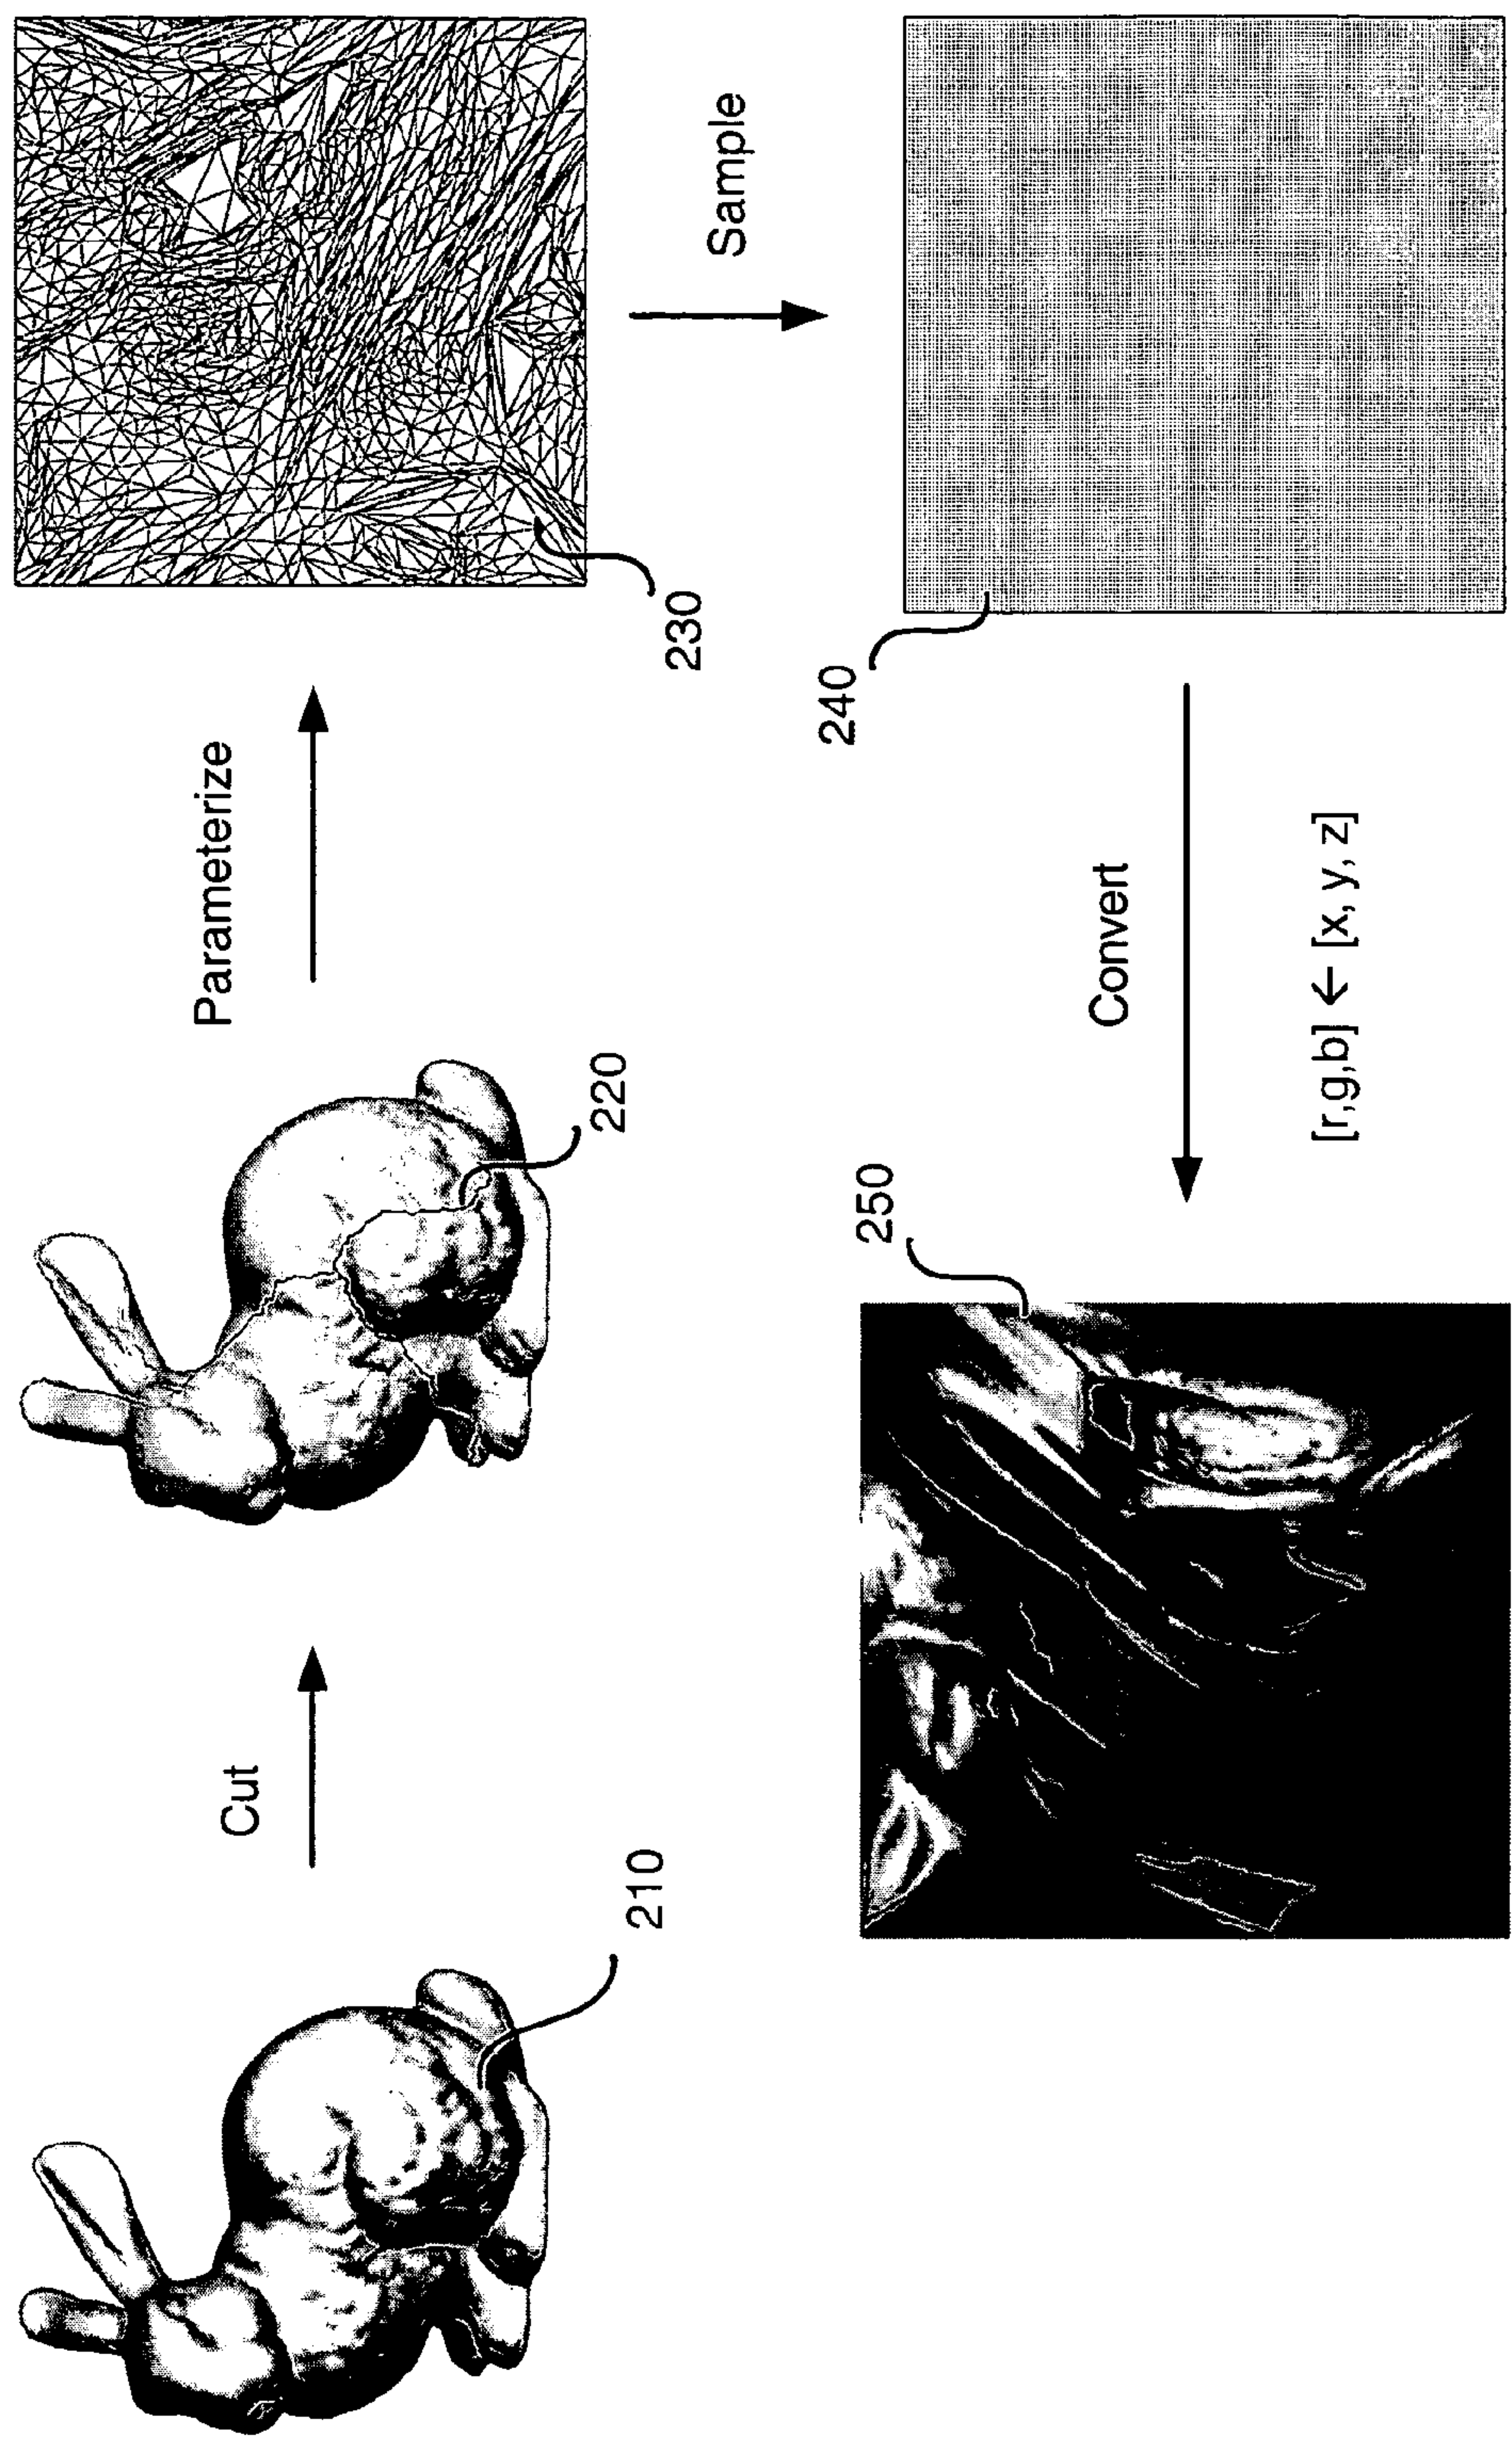 Cut
210
Parameterize
220
230
Sample
240
Convert
[r,g,b] ← [x, y, z]
250